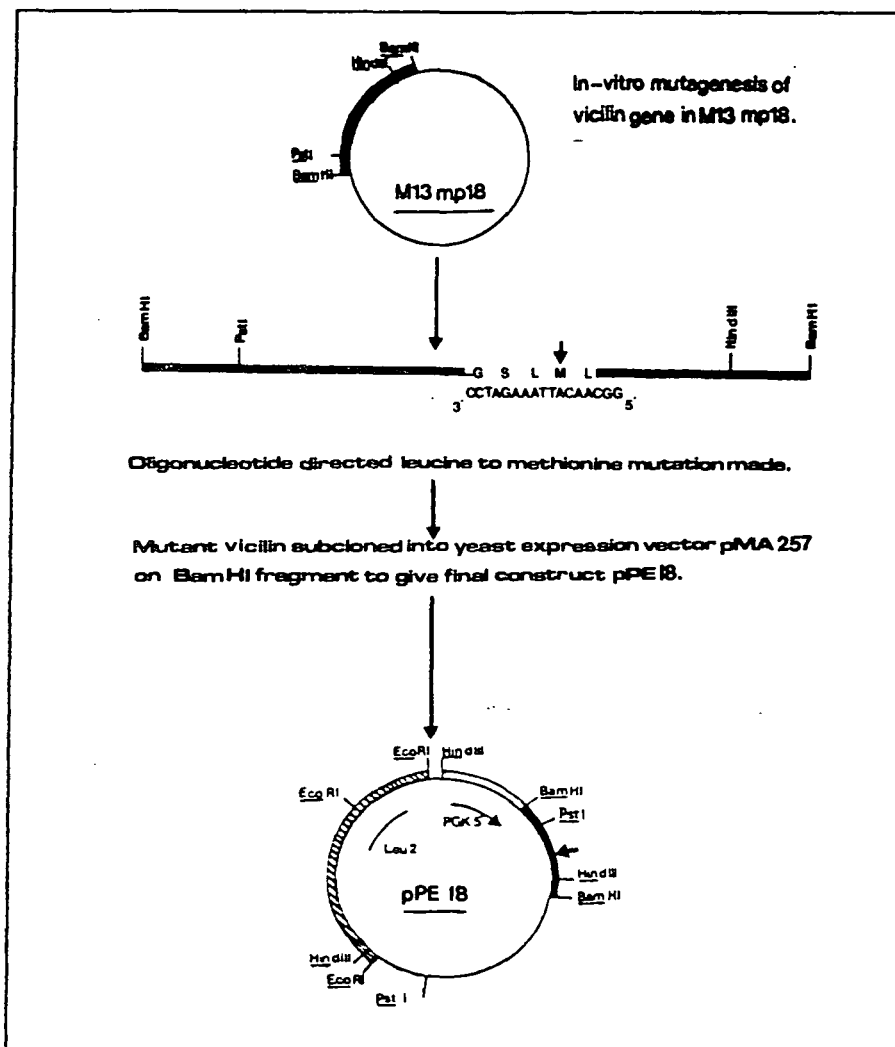 BamHI
HindIII
In-vitro mutagenesis of
vicilin gene in M13 mp18.
PstI
BamHI
M13 mp18
BamHI
PstI
HindIII
BamHI
G S L M L
3' CCTAGAAATTACAACGG 5'
Oligonucleotide directed leucine to methionine mutation made.
Mutant vicilin subcloned into yeast expression vector pMA 257
on BamHI fragment to give final construct pPE18.
EcoRI HindIII
EcoRI
BamHI
PstI
PGK 5'
Leu2
HindIII
pPE 18
BamHI
HindIII
EcoRI
Pst I